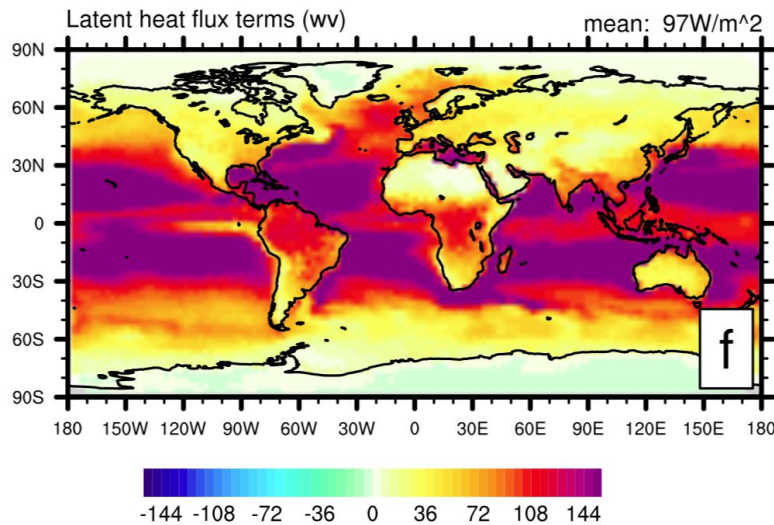 Latent heat flux terms (wv) mean: 97W/m^2
90N
60N
30N
0
30S
60S
90S
f
180 150W 120W 90W 60W 30W 0 30E 60E 90E 120E 150E 180
-144 -108 -72 -36 0 36 72 108 144